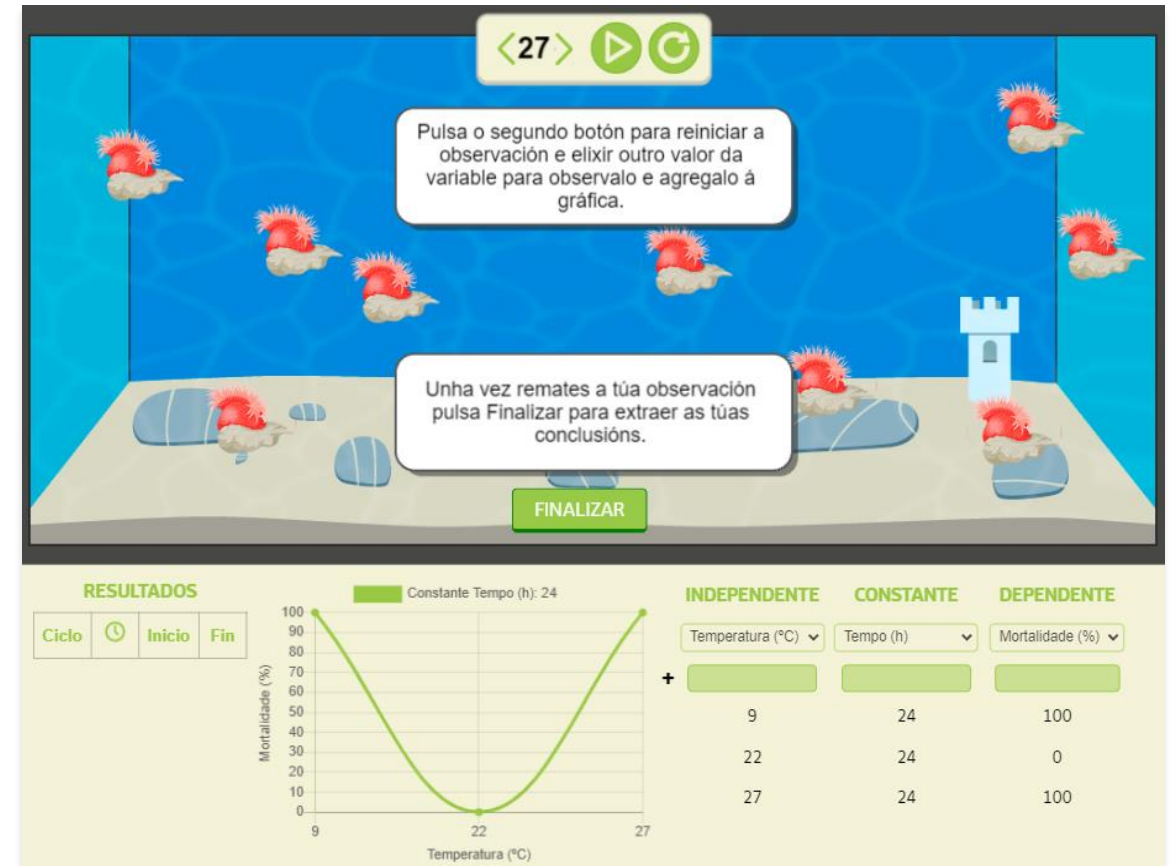 27
Pulsa o segundo botón para reiniciar a
observación e elixir outro valor da
variable para observalo e agregalo á
gráfica.
Unha vez remates a túa observación
pulsa Finalizar para extraer as túas
conclusións.
FINALIZAR
RESULTADOS
Ciclo Inicio Fin
Constante Tempo (h): 24
Mortalidade (%)
100
90
80
70
60
50
40
30
20
10
0
9 22 27
Temperatura (ºC)
INDEPENDENTE CONSTANTE DEPENDENTE
Temperatura (ºC) Tempo (h) Mortalidade (%)
+
9 24 100
22 24 0
27 24 100